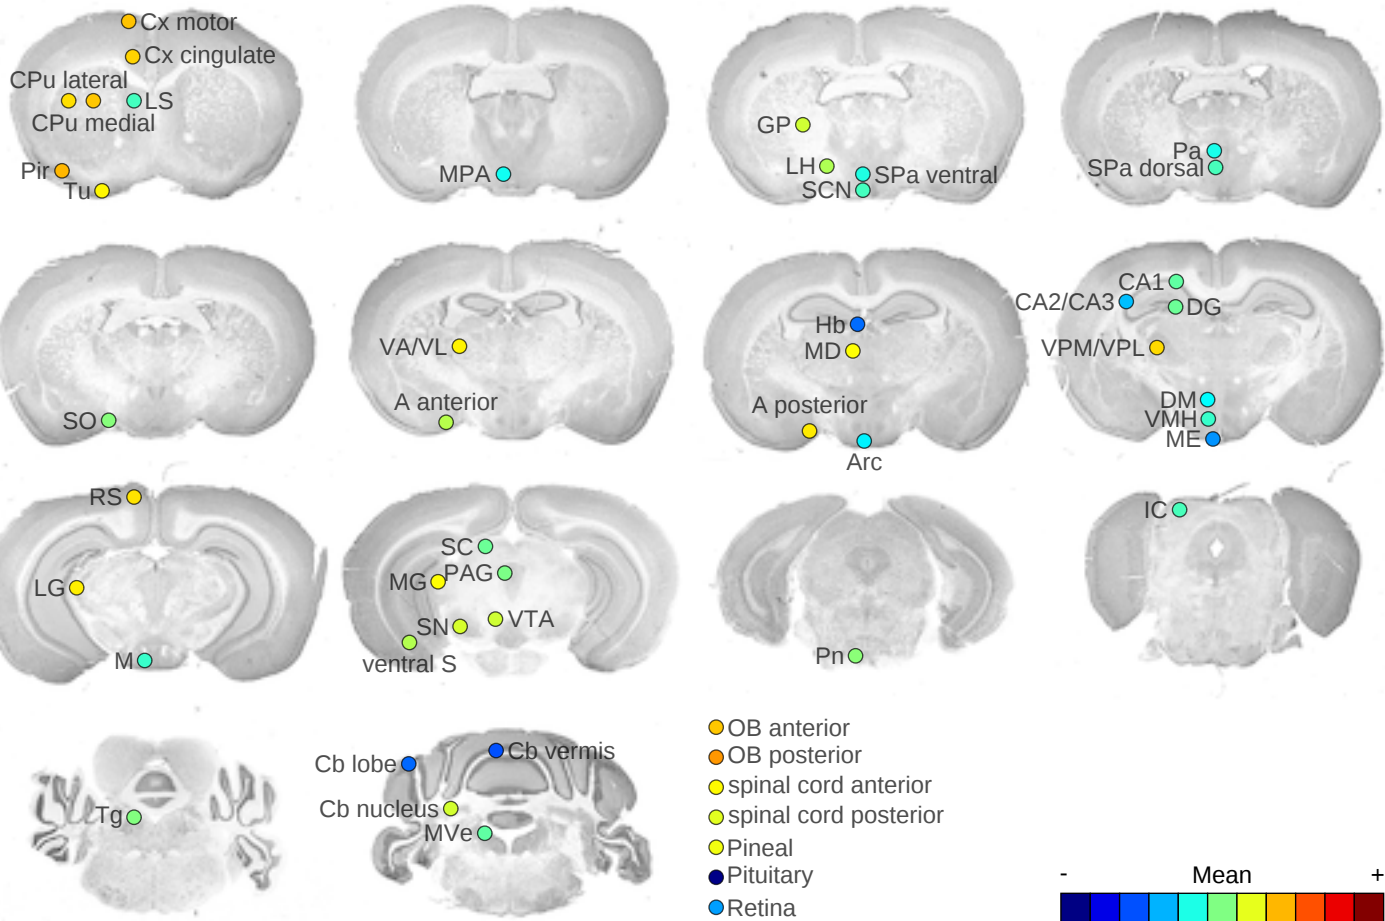 Cx motor
Cx cingulate
CPu lateral
LS
CPu medial
Pir
Tu
MPA
GP
LH
SPa ventral
SCN
Pa
SPa dorsal
SO
VA/VL
A anterior
Hb
MD
A posterior
Arc
CA1
CA2/CA3
DG
VPM/VPL
DM
VMH
ME
RS
LG
M
SC
PAG
MG
VTA
SN
ventral S
Pn
IC
Tg
Cb lobe
Cb vermis
Cb nucleus
MVe
OB anterior
OB posterior
spinal cord anterior
spinal cord posterior
Pineal
Pituitary
Retina
- Mean +